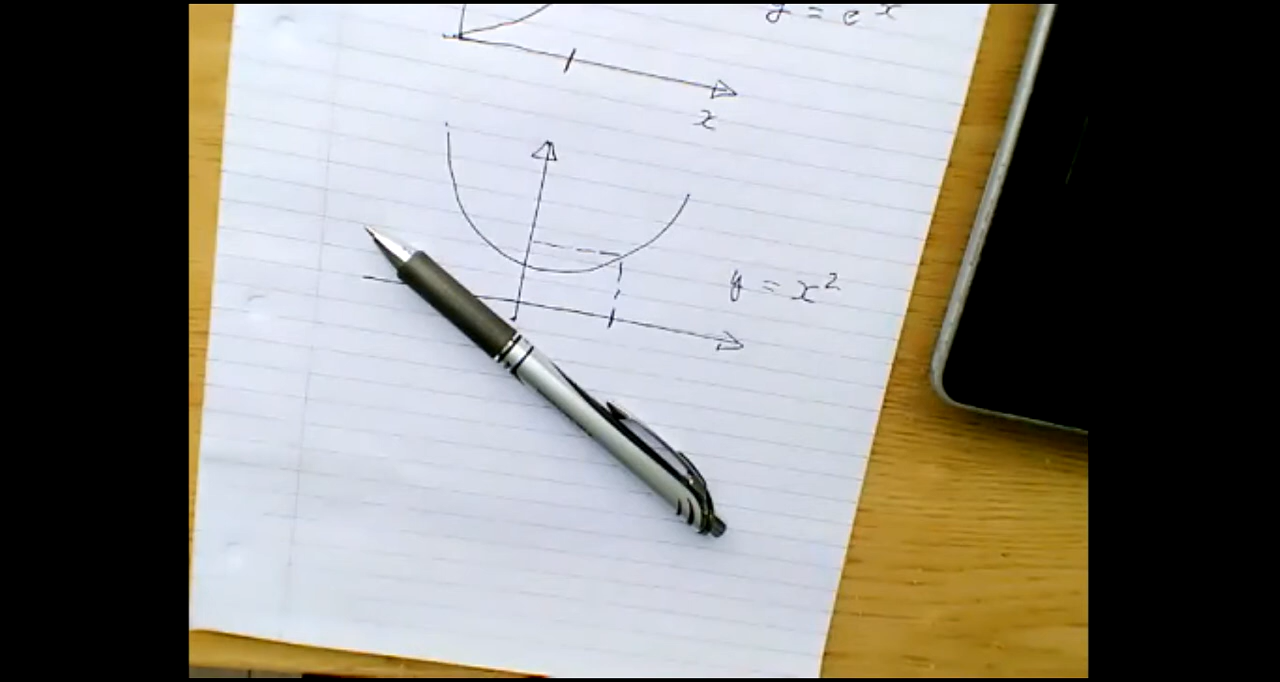 y = e^x
x
y = x²